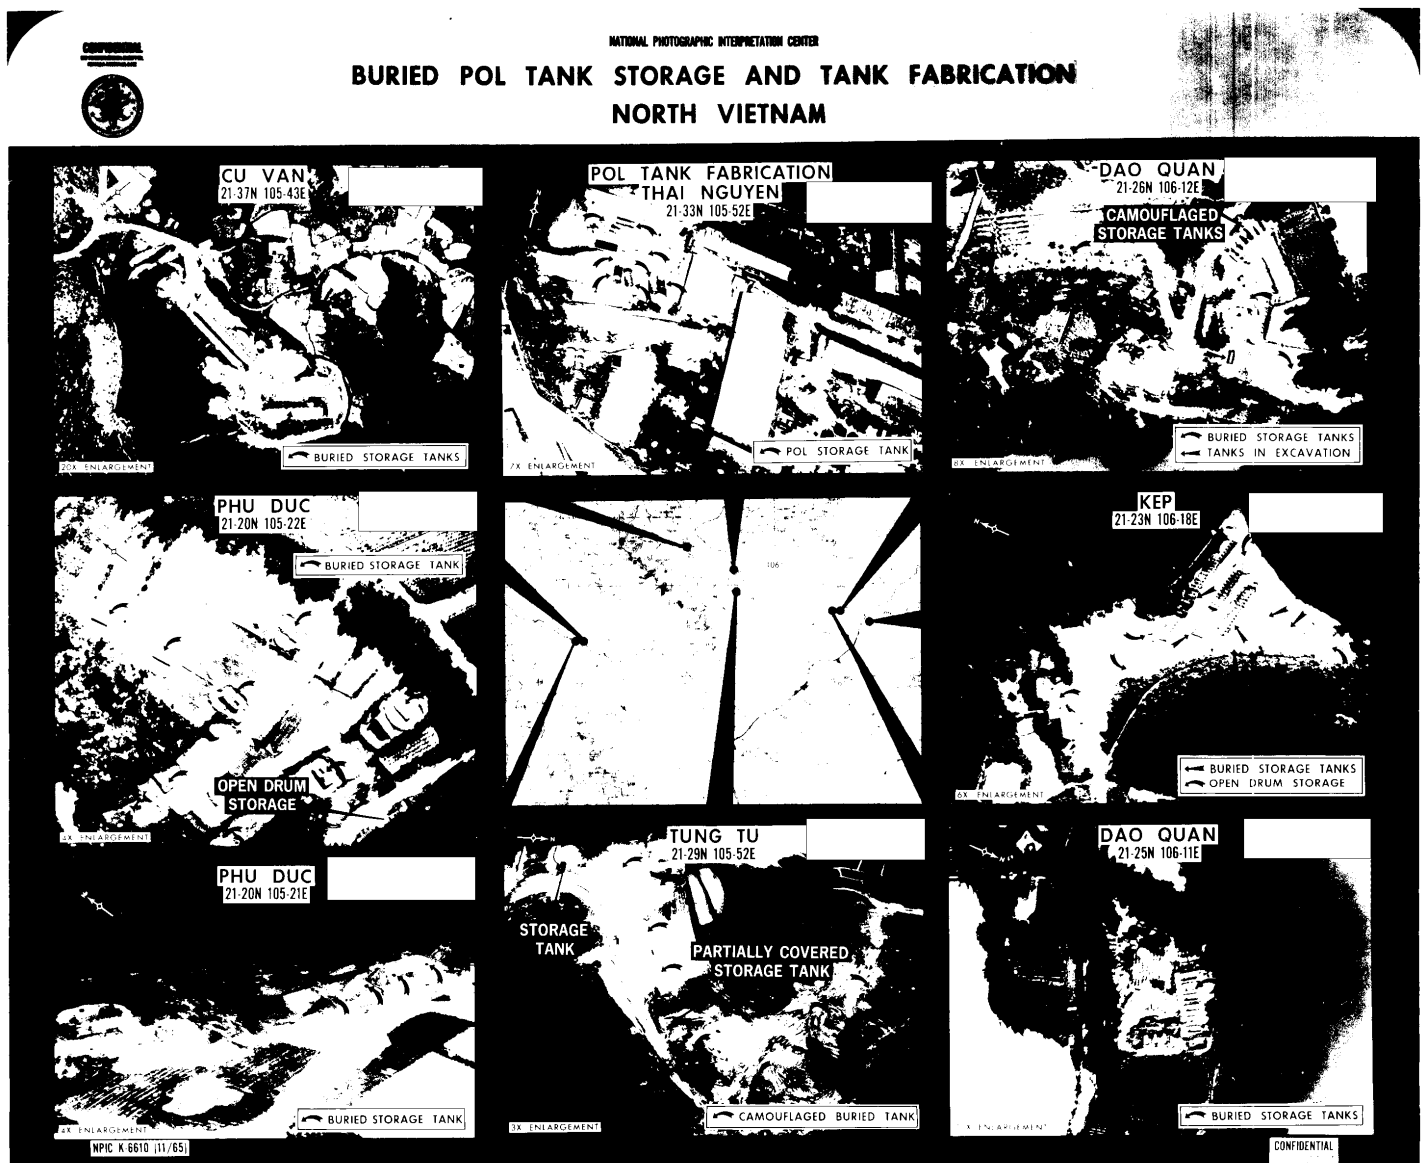 CONFIDENTIAL
NATIONAL PHOTOGRAPHIC INTERPRETATION CENTER
BURIED POL TANK STORAGE AND TANK FABRICATION
NORTH VIETNAM
CU VAN
21-37N 105-43E
BURIED STORAGE TANKS
20X ENLARGEMENT
POL TANK FABRICATION
THAI NGUYEN
21-33N 105-52E
POL STORAGE TANK
7X ENLARGEMENT
DAO QUAN
21-26N 106-12E
CAMOUFLAGED
STORAGE TANKS
BURIED STORAGE TANKS
TANKS IN EXCAVATION
8X ENLARGEMENT
PHU DUC
21-20N 105-22E
BURIED STORAGE TANK
OPEN DRUM
STORAGE
4X ENLARGEMENT
106
KEP
21-23N 106-18E
N
BURIED STORAGE TANKS
OPEN DRUM STORAGE
6X ENLARGEMENT
PHU DUC
21-20N 105-21E
BURIED STORAGE TANK
4X ENLARGEMENT
TUNG TU
21-29N 105-52E
N
STORAGE
TANK
PARTIALLY COVERED
STORAGE TANK
CAMOUFLAGED BURIED TANK
3X ENLARGEMENT
DAO QUAN
21-25N 106-11E
BURIED STORAGE TANKS
X ENLARGEMENT
NPIC K-6610 (11/65)
CONFIDENTIAL